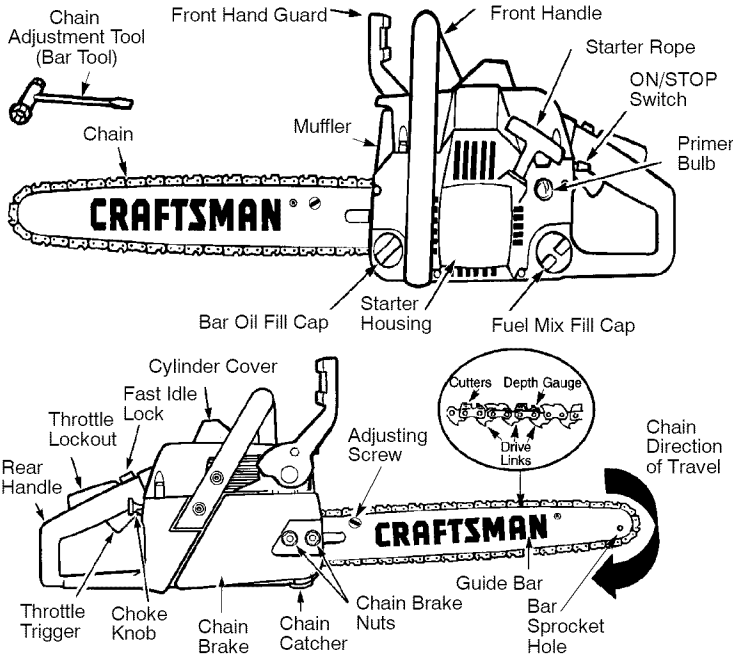 Chain
Adjustment Tool
(Bar Tool)
Front Hand Guard
Front Handle
Starter Rope
ON/STOP
Switch
Chain
Muffler
Primer
Bulb
CRAFTSMAN ®
Bar Oil Fill Cap
Starter
Housing
Fuel Mix Fill Cap
Cylinder Cover
Fast Idle
Lock
Throttle
Lockout
Rear
Handle
Adjusting
Screw
Cutters
Depth Gauge
Drive
Links
Chain
Direction
of Travel
CRAFTSMAN ®
Throttle
Trigger
Choke
Knob
Chain
Brake
Chain
Catcher
Chain Brake
Nuts
Guide Bar
Bar
Sprocket
Hole